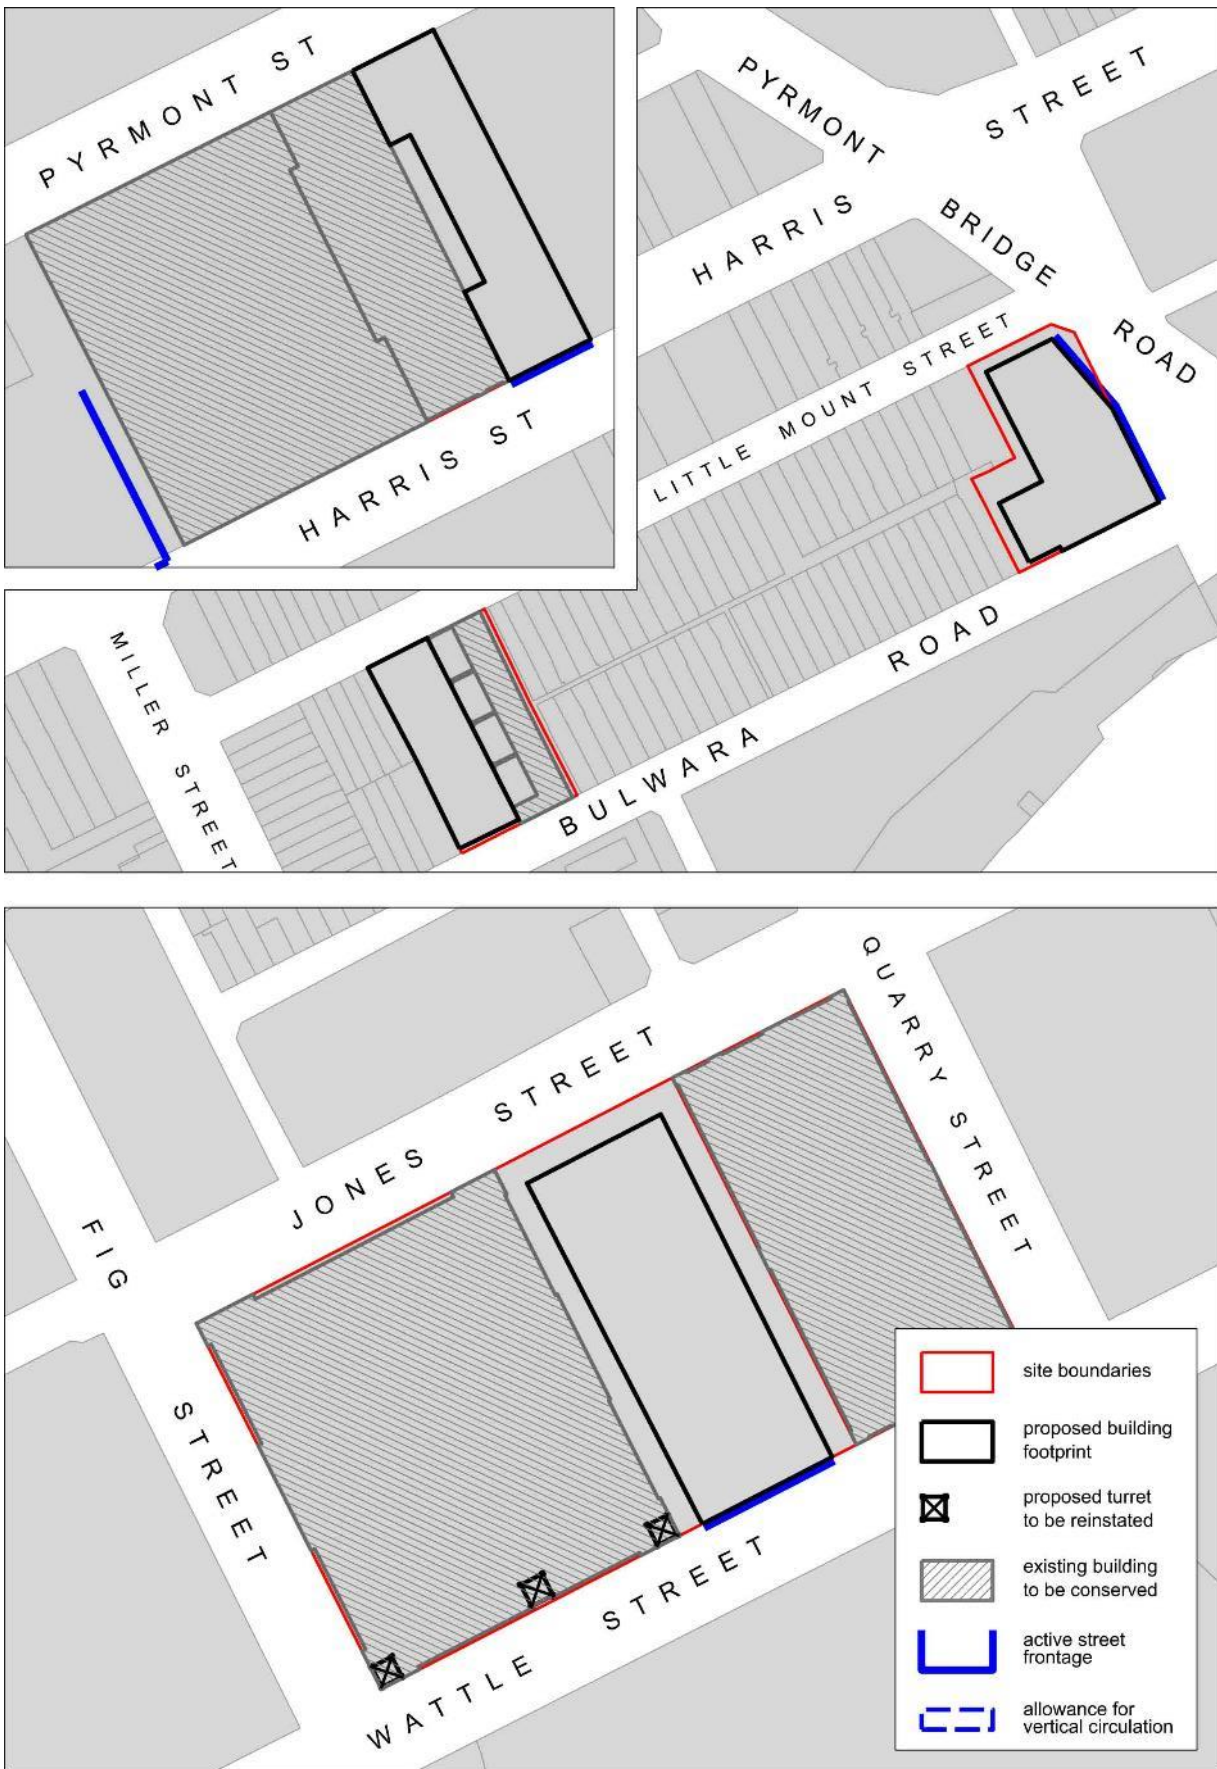 PYRMONT ST
HARRIS ST
PYRMONT
BRIDGE
ROAD
HARRIS STREET
LITTLE MOUNT STREET
BULWARA ROAD
MILLER STREET
JONES STREET
QUARRY STREET
FIG STREET
WATTLE STREET
site boundaries
proposed building
footprint
proposed turret
to be reinstated
existing building
to be conserved
active street
frontage
allowance for
vertical circulation